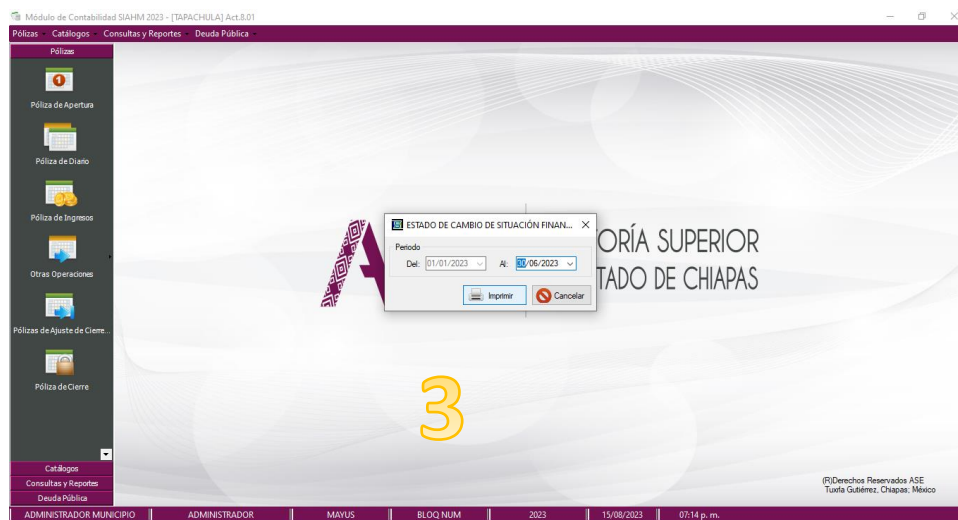 Módulo de Contabilidad SIAHM 2023 - [TAPACHULA] Act.8.01
Pólizas Catálogos Consultas y Reportes Deuda Pública
Pólizas
1
Póliza de Apertura
Póliza de Diario
Póliza de Ingresos
Otras Operaciones
Pólizas de Ajuste de Cierre...
Póliza de Cierre
Catálogos
Consultas y Reportes
Deuda Pública
ESTADO DE CAMBIO DE SITUACIÓN FINAN...
Periodo
Del: 01/01/2023 Al: 30/06/2023
Imprimir Cancelar
ORÍA SUPERIOR
TADO DE CHIAPAS
3
(R)Derechos Reservados ASE
Tuxtla Gutiérrez, Chiapas; México
ADMINISTRADOR MUNICIPIO ADMINISTRADOR MAYUS BLOQ NUM 2023 15/08/2023 07:14 p. m.